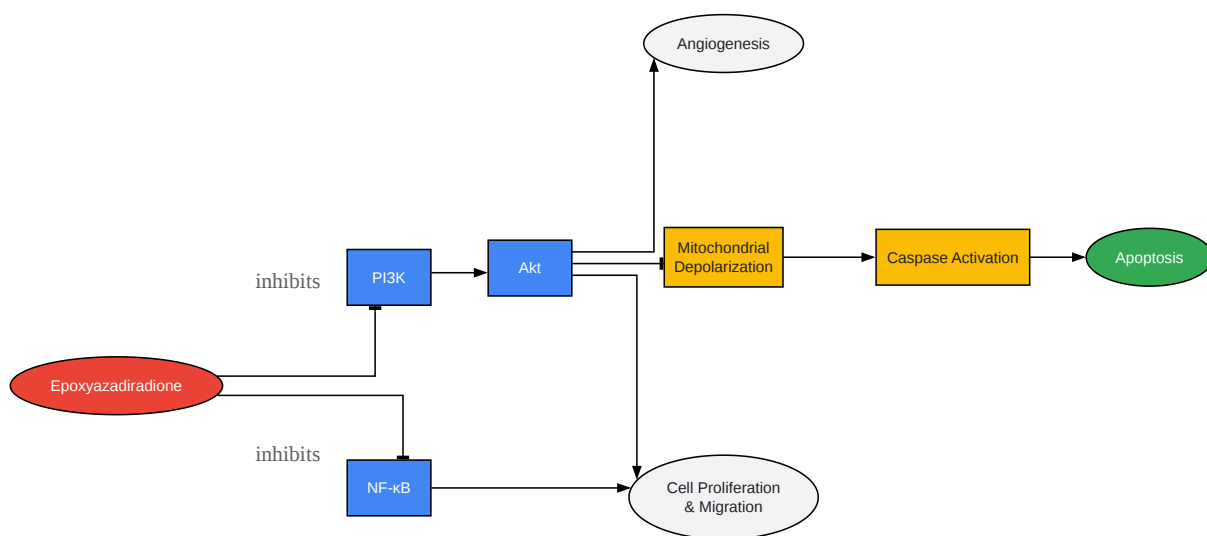 Angiogenesis
Mitochondrial
Depolarization
Caspase Activation
Apoptosis
Akt
PI3K
inhibits
Epoxyazadiradione
inhibits
NF-κB
Cell Proliferation
& Migration